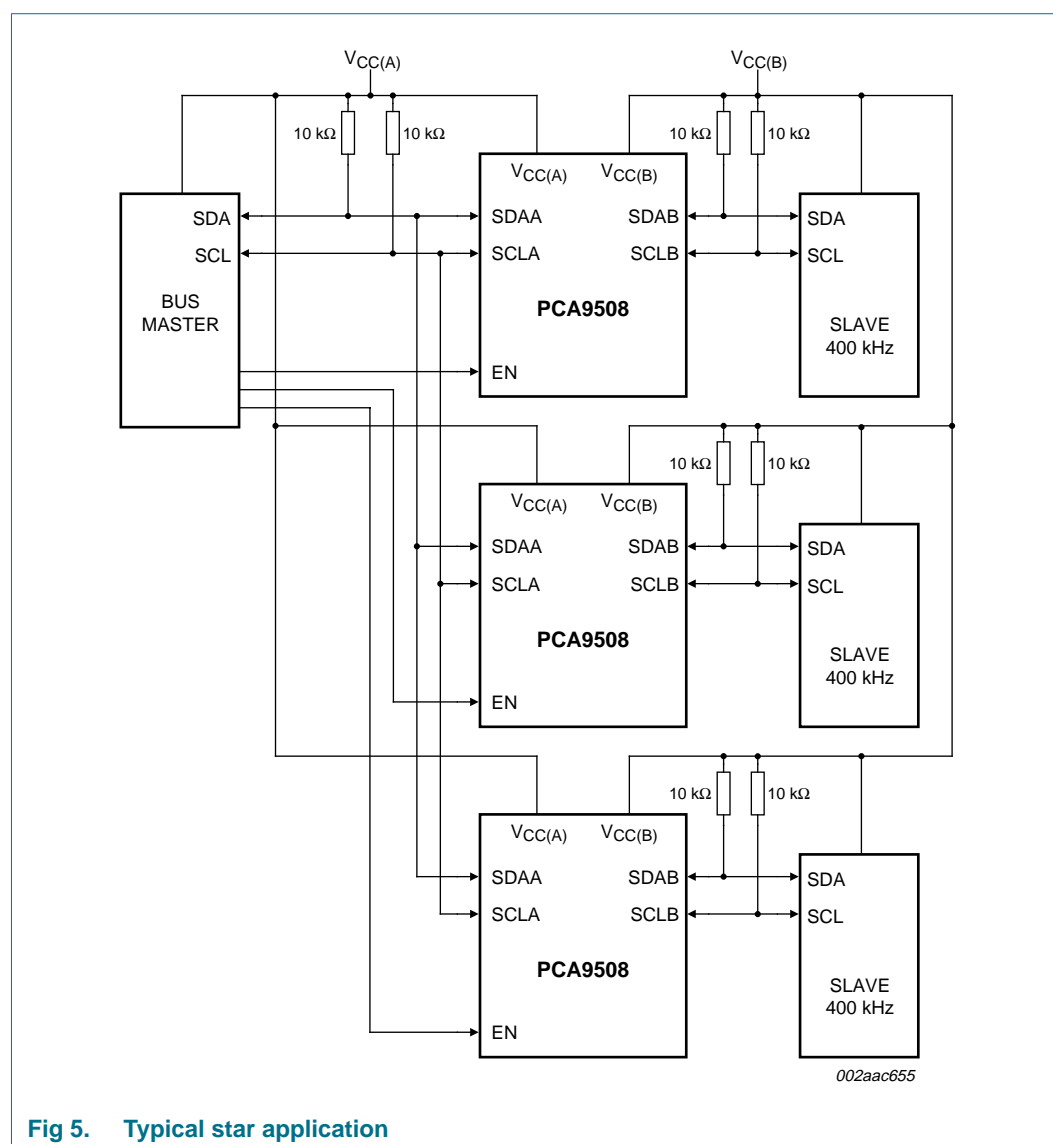 VCC(A)
VCC(B)
10 kΩ
10 kΩ
10 kΩ
10 kΩ
VCC(A)
VCC(B)
SDA
SCL
BUS
MASTER
SDAA
SCLA
SDAB
SCLB
PCA9508
EN
SDA
SCL
SLAVE
400 kHz
10 kΩ
10 kΩ
VCC(A)
VCC(B)
SDAA
SCLA
SDAB
SCLB
PCA9508
EN
SDA
SCL
SLAVE
400 kHz
10 kΩ
10 kΩ
VCC(A)
VCC(B)
SDAA
SCLA
SDAB
SCLB
PCA9508
EN
SDA
SCL
SLAVE
400 kHz
002aac655
Fig 5. Typical star application